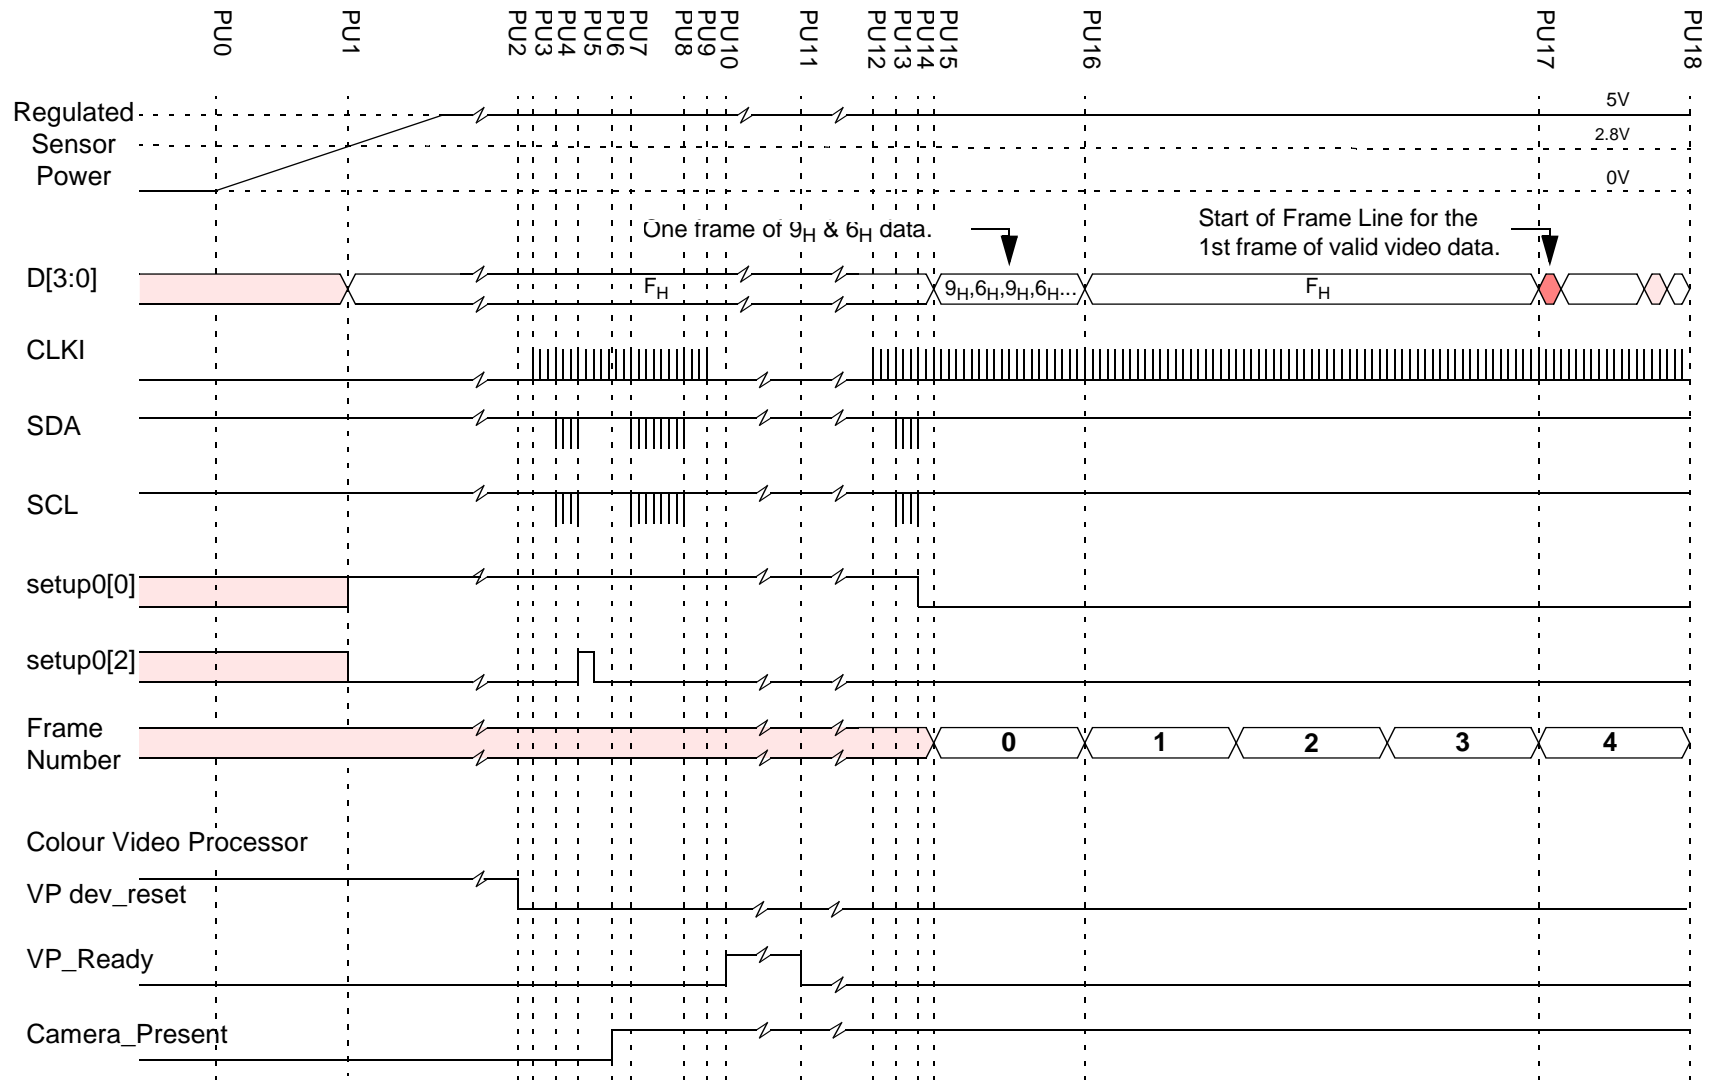 PU0
PU1
PU2
PU3
PU4
PU5
PU6
PU7
PU8
PU9
PU10
PU11
PU12
PU13
PU14
PU15
PU16
PU17
PU18
Regulated
Sensor
Power
5V
2.8V
0V
One frame of 9H & 6H data.
Start of Frame Line for the
1st frame of valid video data.
D[3:0]
FH
9H,6H,9H,6H...
FH
CLKI
SDA
SCL
setup0[0]
setup0[2]
Frame
Number
0
1
2
3
4
Colour Video Processor
VP dev_reset
VP_Ready
Camera_Present